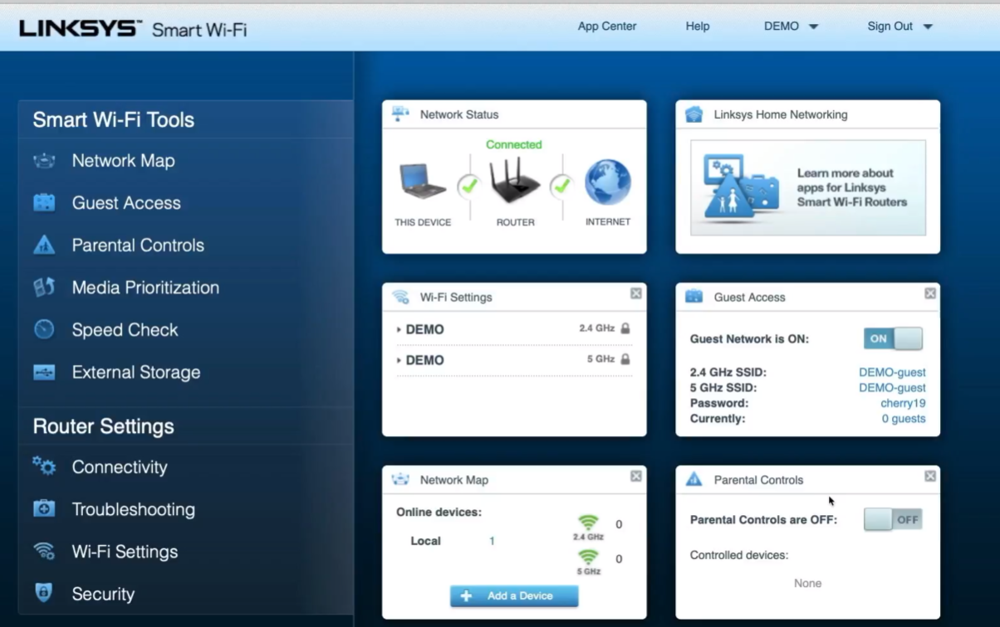 LINKSYS™ Smart Wi-Fi
App Center
Help
DEMO
Sign Out
Smart Wi-Fi Tools
Network Map
Guest Access
Parental Controls
Media Prioritization
Speed Check
External Storage
Router Settings
Connectivity
Troubleshooting
Wi-Fi Settings
Security
Network Status
Connected
THIS DEVICE
ROUTER
INTERNET
Linksys Home Networking
Learn more about
apps for Linksys
Smart Wi-Fi Routers
Wi-Fi Settings
DEMO 2.4 GHz
DEMO 5 GHz
Guest Access
Guest Network is ON: ON
2.4 GHz SSID: DEMO-guest
5 GHz SSID: DEMO-guest
Password: cherry19
Currently: 0 guests
Network Map
Online devices:
Local 1
0
2.4 GHz
0
5 GHz
Add a Device
Parental Controls
Parental Controls are OFF: OFF
Controlled devices:
None